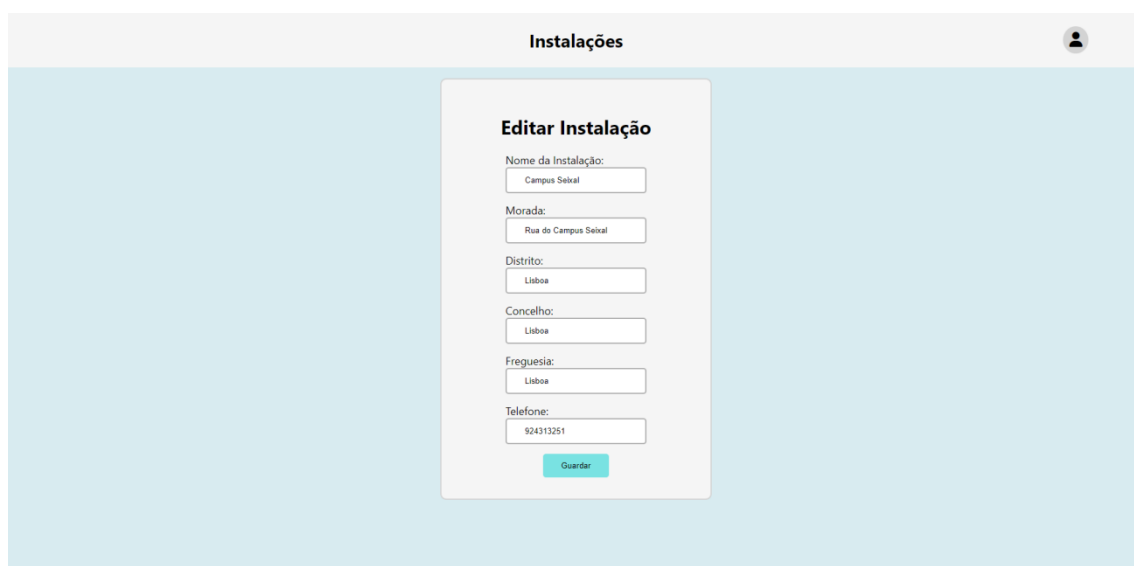 Instalações
Editar Instalação
Nome da Instalação:
Campus Seixal
Morada:
Rua do Campus Seixal
Distrito:
Lisboa
Concelho:
Lisboa
Freguesia:
Lisboa
Telefone:
924313251
Guardar